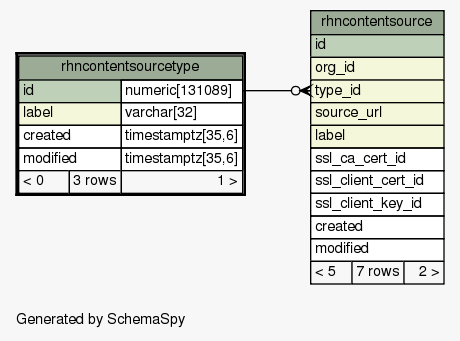 rhncontentsourcetype
id numeric[131089]
label varchar[32]
created timestamptz[35,6]
modified timestamptz[35,6]
< 0 3 rows 1 >
rhncontentsource
id
org_id
type_id
source_url
label
ssl_ca_cert_id
ssl_client_cert_id
ssl_client_key_id
created
modified
< 5 7 rows 2 >
Generated by SchemaSpy